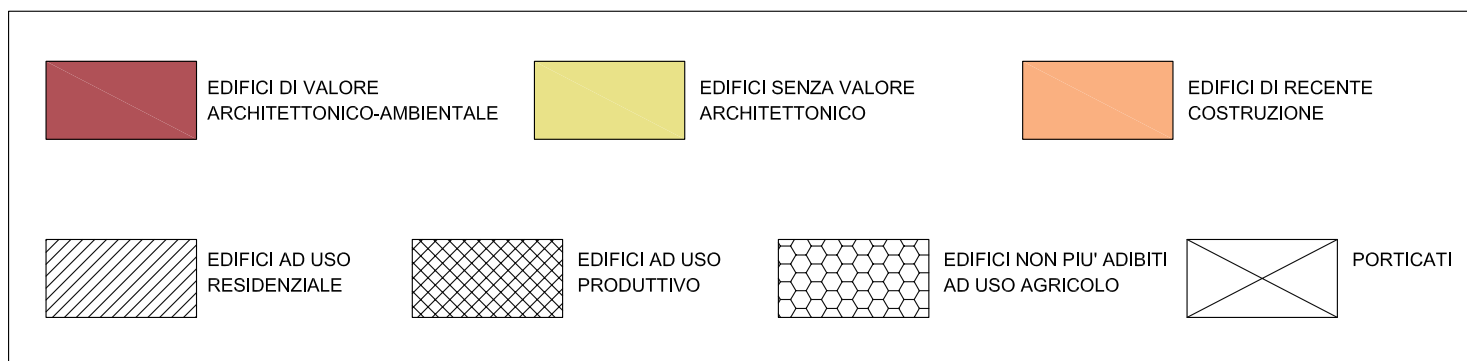 EDIFICI DI VALORE
ARCHITETTONICO-AMBIENTALE
EDIFICI SENZA VALORE
ARCHITETTONICO
EDIFICI DI RECENTE
COSTRUZIONE
EDIFICI AD USO
RESIDENZIALE
EDIFICI AD USO
PRODUTTIVO
EDIFICI NON PIU' ADIBITI
AD USO AGRICOLO
PORTICATI